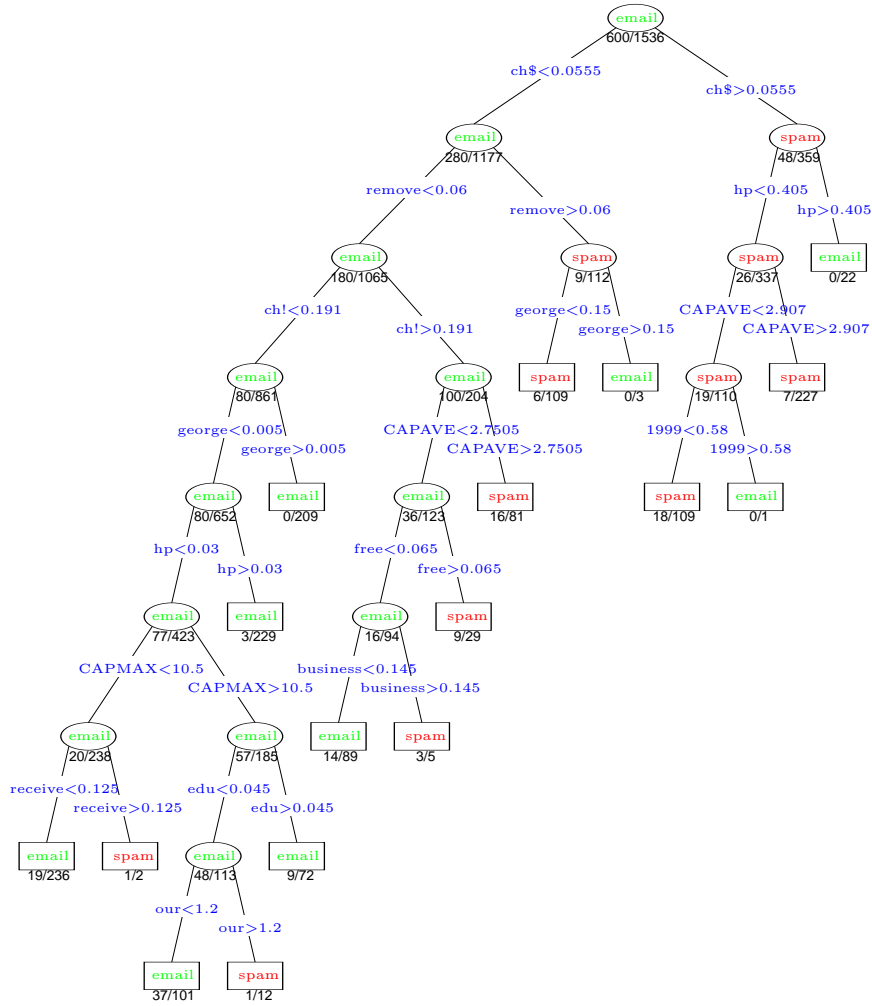 email
600/1536
ch$<0.0555
ch$>0.0555
email
280/1177
spam
48/359
remove<0.06
hp<0.405
remove>0.06
hp>0.405
email
180/1065
spam
9/112
spam
26/337
email
0/22
ch!<0.191
george<0.15
CAPAVE<2.907
ch!>0.191
george>0.15
CAPAVE>2.907
email
80/861
email
100/204
spam
6/109
email
0/3
spam
19/110
spam
7/227
george<0.005
CAPAVE<2.7505
1999<0.58
george>0.005
CAPAVE>2.7505
1999>0.58
email
80/652
email
0/209
email
36/123
spam
16/81
spam
18/109
email
0/1
hp<0.03
free<0.065
hp>0.03
free>0.065
email
77/423
email
3/229
email
16/94
spam
9/29
CAPMAX<10.5
business<0.145
CAPMAX>10.5
business>0.145
email
20/238
email
57/185
email
14/89
spam
3/5
receive<0.125
edu<0.045
receive>0.125
edu>0.045
email
19/236
spam
1/2
email
48/113
email
9/72
our<1.2
our>1.2
email
37/101
spam
1/12